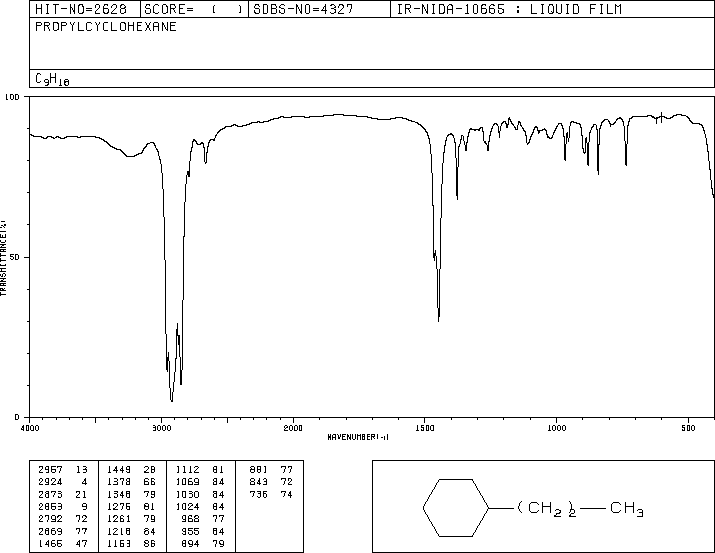 HIT-NO=2628 SCORE= ( ) SDBS-NO=4327 IR-NIDA-10665 : LIQUID FILM
PROPYLCYCLOHEXANE
C9H18
100
50
0
TRANSMITTANCE(%)
4000 3000 2000 1500 1000 500
WAVENUMBER(-1)
2957 13 1449 28 1112 81 881 77
2924 4 1378 66 1069 84 843 72
2873 21 1348 79 1030 84 736 74
2853 9 1276 81 1024 84
2792 72 1261 79 968 77
2669 77 1218 84 955 84
1465 47 1163 86 894 79
(CH2)2 CH3